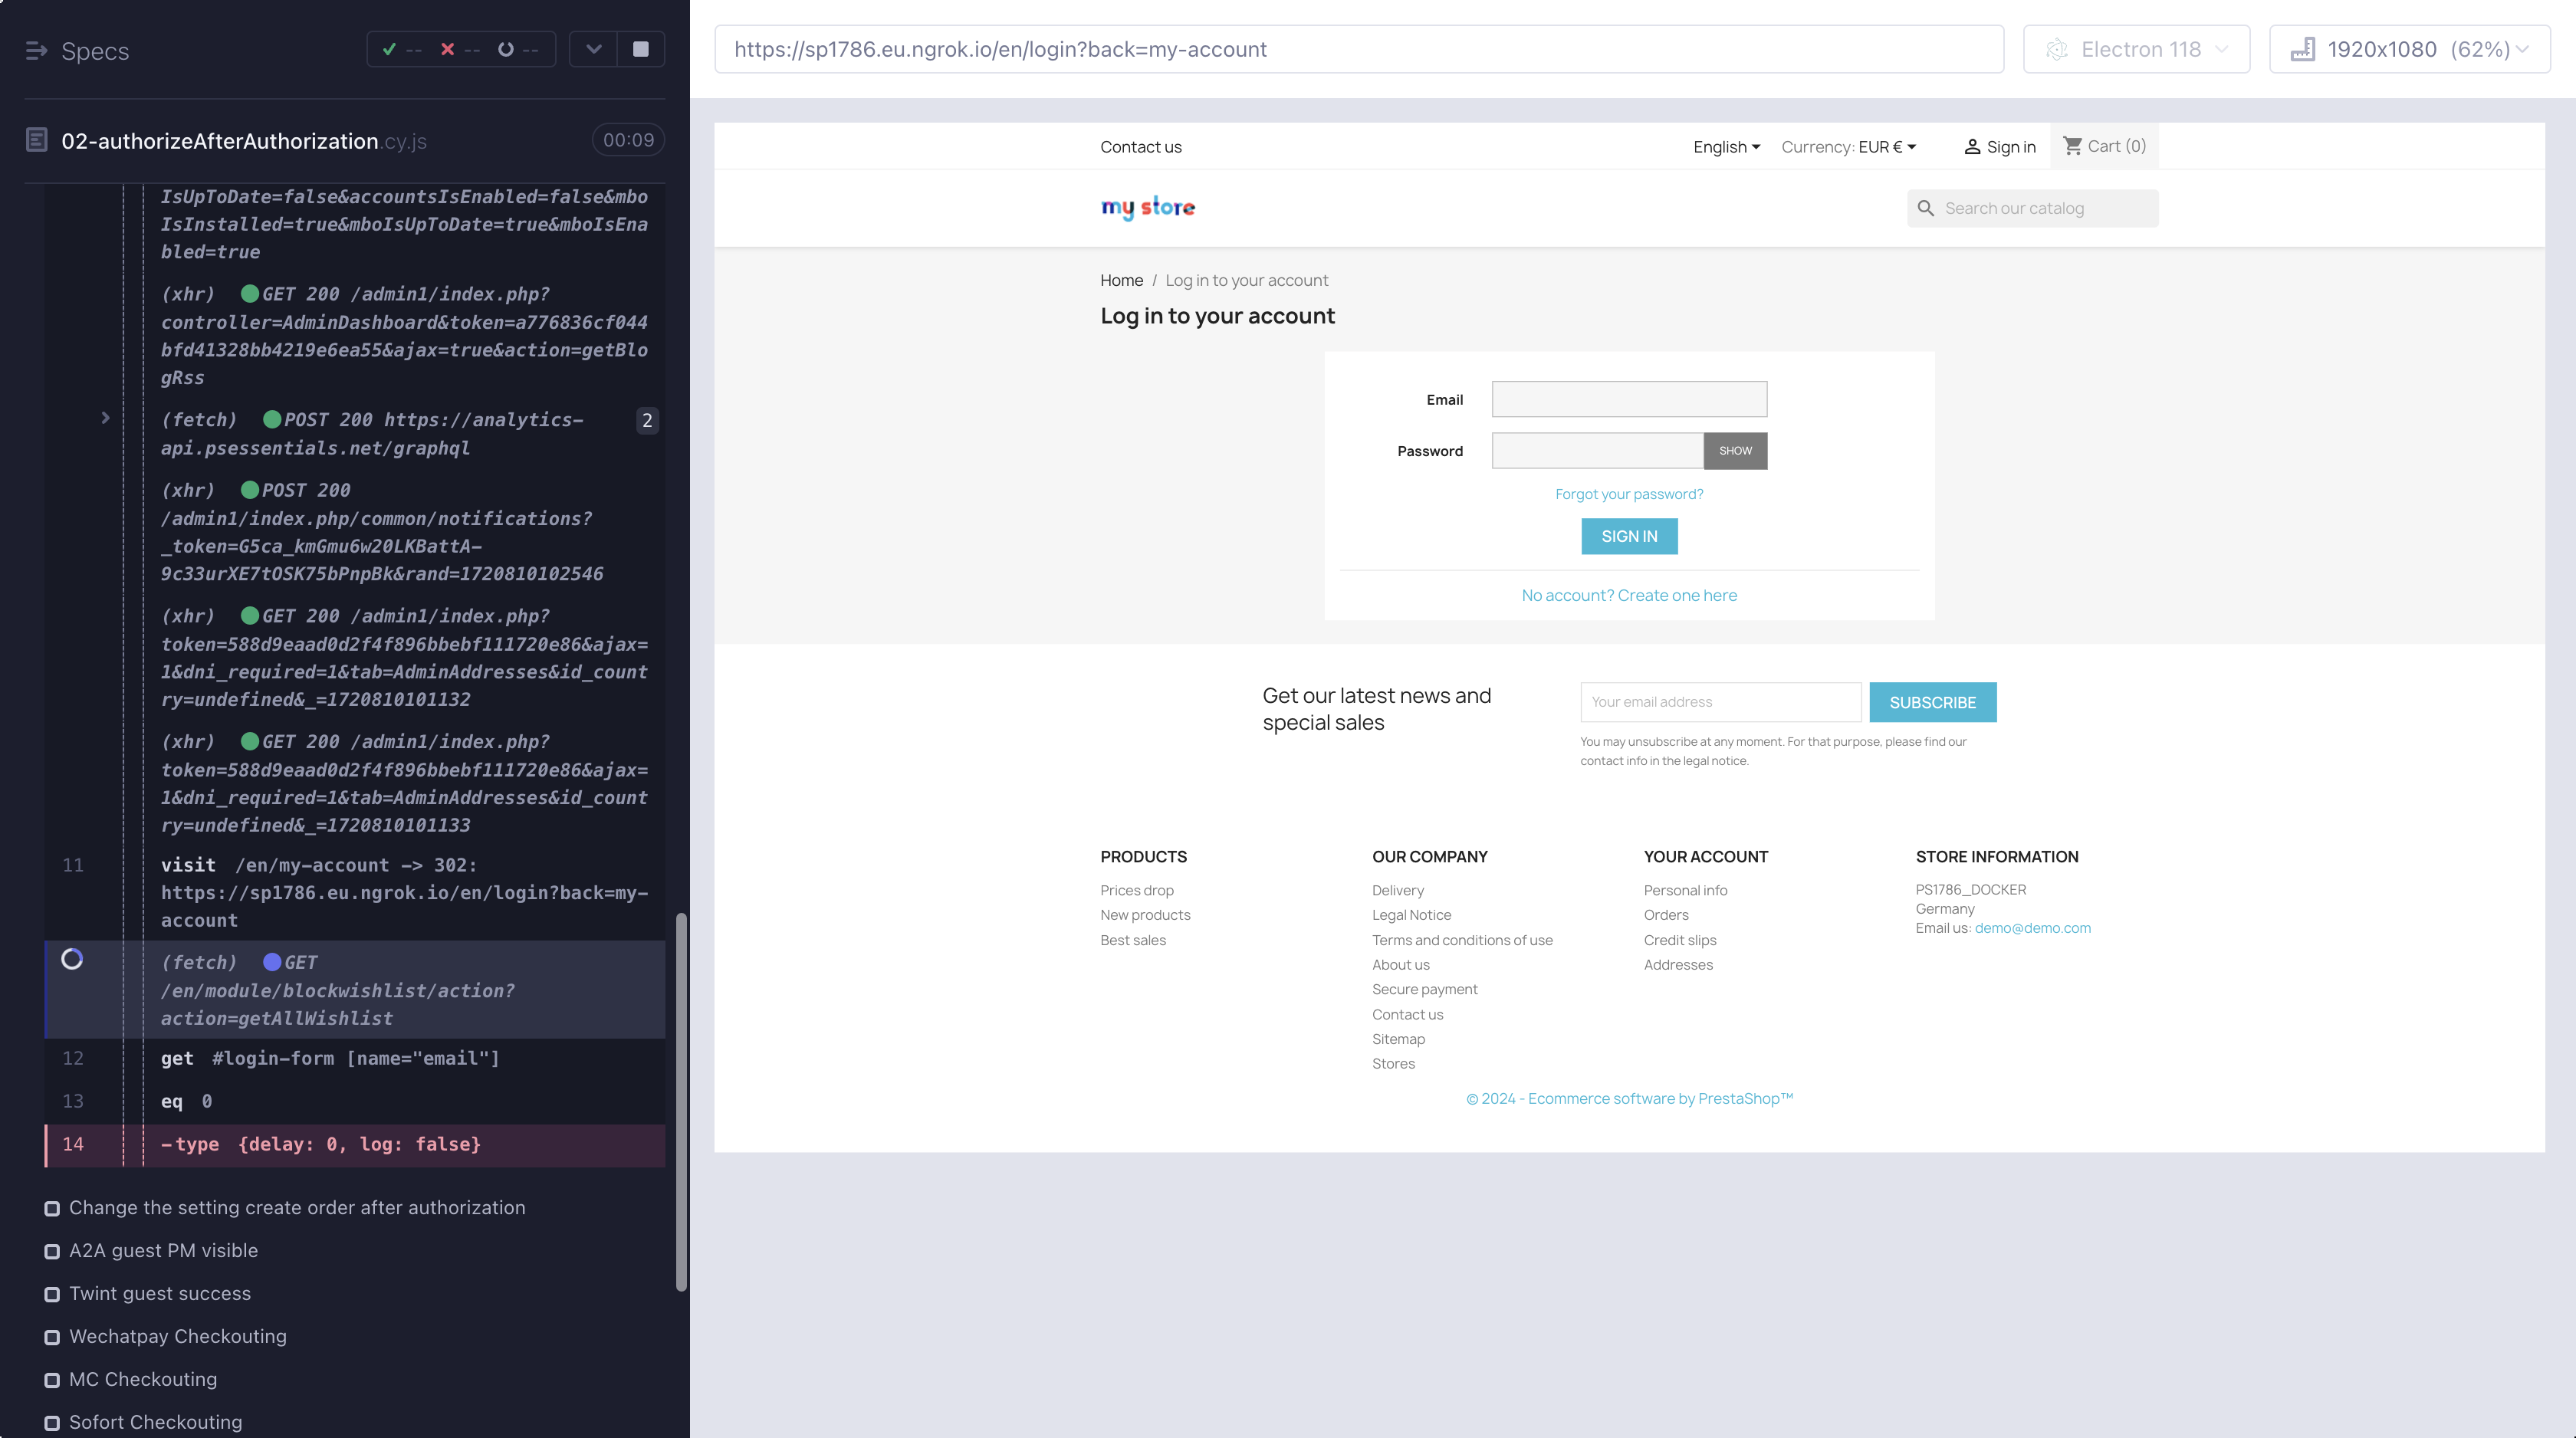 Specs
-- -- --
02-authorizeAfterAuthorization.cy.js 00:09
IsUpToDate=false&accountsIsEnabled=false&mbo
IsInstalled=true&mboIsUpToDate=true&mboIsEna
bled=true
(xhr) GET 200 /admin1/index.php?
controller=AdminDashboard&token=a776836cf044
bfd41328bb4219e6ea55&ajax=true&action=getBlo
gRss
(fetch) POST 200 https://analytics-
api.psessentials.net/graphql
2
(xhr) POST 200
/admin1/index.php/common/notifications?
_token=G5ca_kmGmu6w20LKBattA-
9c33urXE7tOSK75bPnpBk&rand=1720810102546
(xhr) GET 200 /admin1/index.php?
token=588d9eaad0d2f4f896bbebf111720e86&ajax=
1&dni_required=1&tab=AdminAddresses&id_count
ry=undefined&_=1720810101132
(xhr) GET 200 /admin1/index.php?
token=588d9eaad0d2f4f896bbebf111720e86&ajax=
1&dni_required=1&tab=AdminAddresses&id_count
ry=undefined&_=1720810101133
11 visit /en/my-account -> 302:
https://sp1786.eu.ngrok.io/en/login?back=my-
account
(fetch) GET
/en/module/blockwishlist/action?
action=getAllWishlist
12 get #login-form [name="email"]
13 eq 0
14 -type {delay: 0, log: false}
Change the setting create order after authorization
A2A guest PM visible
Twint guest success
Wechatpay Checkouting
MC Checkouting
Sofort Checkouting
https://sp1786.eu.ngrok.io/en/login?back=my-account
Electron 118
1920x1080 (62%)
Contact us
English Currency: EUR € Sign in Cart (0)
my store
Search our catalog
Home / Log in to your account
Log in to your account
Email
Password SHOW
Forgot your password?
SIGN IN
No account? Create one here
Get our latest news and
special sales
Your email address SUBSCRIBE
You may unsubscribe at any moment. For that purpose, please find our
contact info in the legal notice.
PRODUCTS
Prices drop
New products
Best sales
OUR COMPANY
Delivery
Legal Notice
Terms and conditions of use
About us
Secure payment
Contact us
Sitemap
Stores
YOUR ACCOUNT
Personal info
Orders
Credit slips
Addresses
STORE INFORMATION
PS1786_DOCKER
Germany
Email us: demo@demo.com
© 2024 - Ecommerce software by PrestaShop™